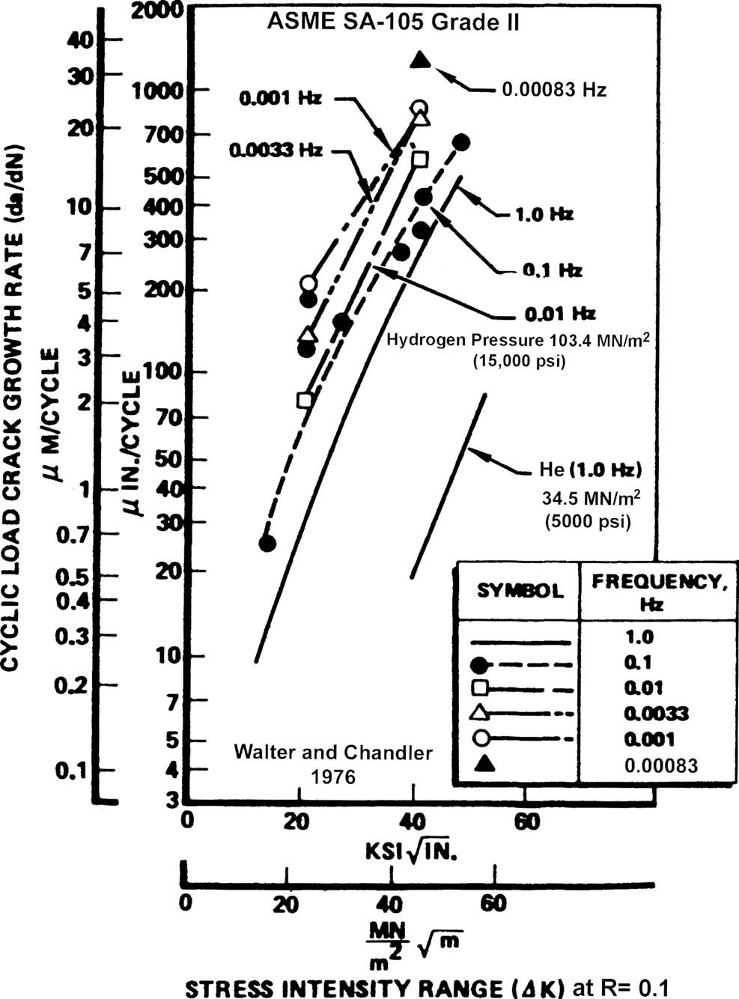 ASME SA-105 Grade II
CYCLIC LOAD CRACK GROWTH RATE (da/dN)
μ M/CYCLE
40
30
20
10
7
5
4
3
2
1
0.7
0.5
0.4
0.3
0.2
0.1
μ IN./CYCLE
2000
1000
700
500
400
300
200
100
70
50
40
30
20
10
7
5
4
3
0.00083 Hz
0.001 Hz
0.0033 Hz
1.0 Hz
0.1 Hz
0.01 Hz
Hydrogen Pressure 103.4 MN/m²
(15,000 psi)
He (1.0 Hz)
34.5 MN/m²
(5000 psi)
SYMBOL FREQUENCY, Hz
1.0
0.1
0.01
0.0033
0.001
0.00083
Walter and Chandler
1976
0 20 40 60
KSI √IN.
0 20 40 60
MN/m² √m
STRESS INTENSITY RANGE (ΔK) at R= 0.1